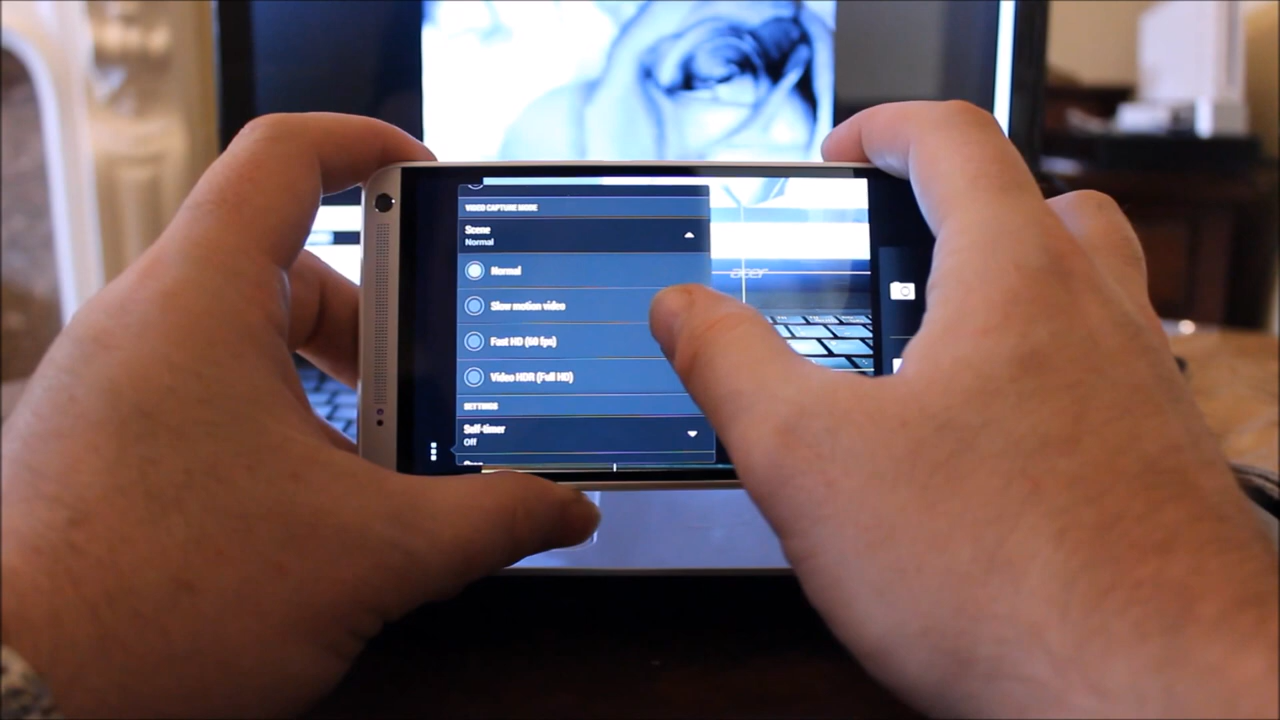 VIDEO CAPTURE MODE
Scene
Normal
Normal
Slow motion video
Fast HD (60 fps)
Video HDR (Full HD)
SETTINGS
Self-timer
Off
acer